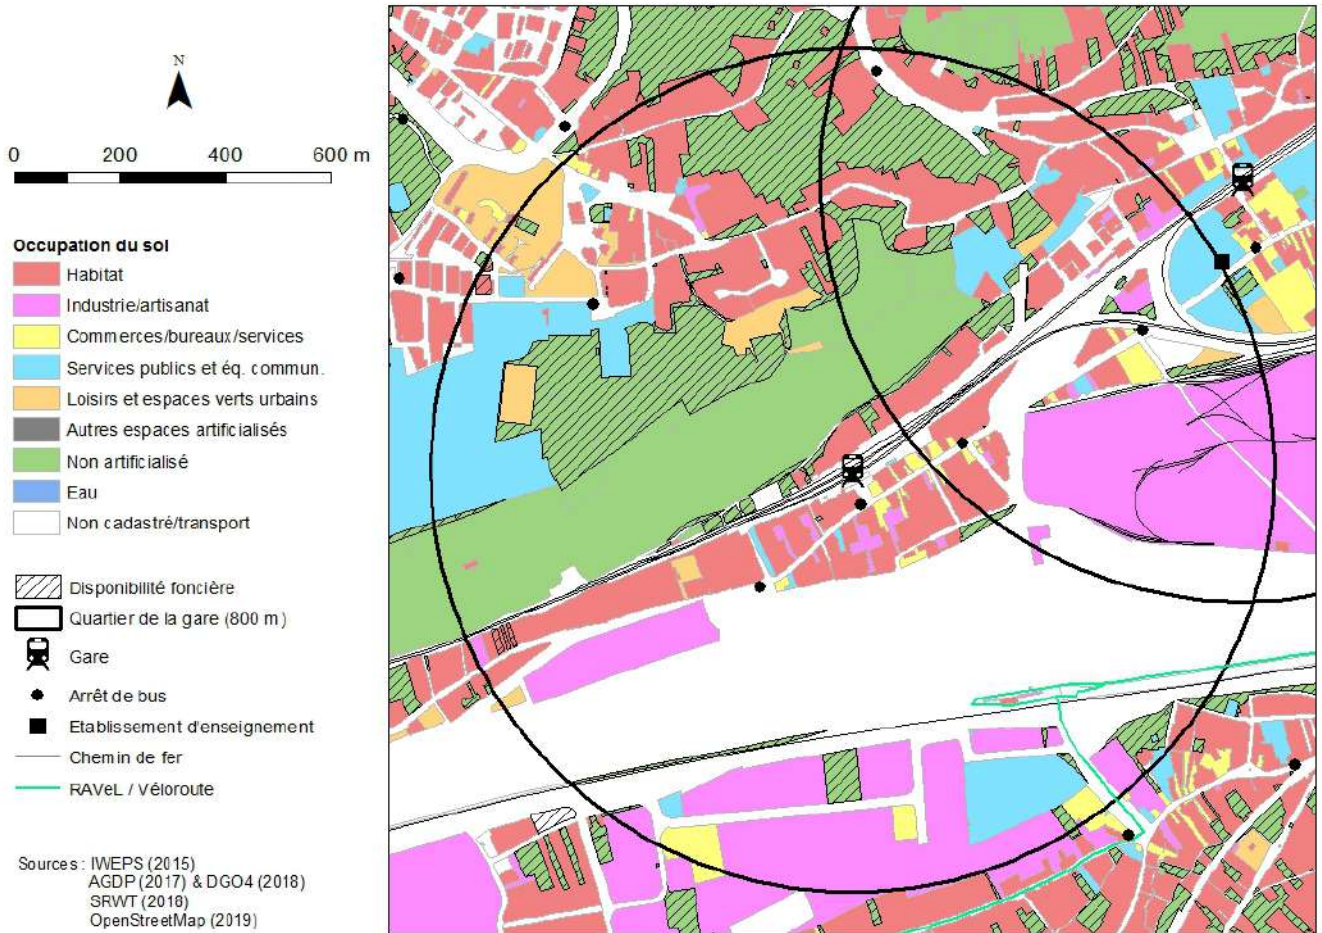 N
0 200 400 600 m
Occupation du sol
Habitat
Industrie/artisanat
Commerces/bureaux/services
Services publics et éq. commun.
Loisirs et espaces verts urbains
Autres espaces artificialisés
Non artificialisé
Eau
Non cadastré/transport
Disponibilité foncière
Quartier de la gare (800 m)
Gare
Arrêt de bus
Etablissement d'enseignement
Chemin de fer
RAVeL / Véloroute
Sources : IWEPS (2015)
AGDP (2017) & DGO4 (2018)
SRWT (2018)
OpenStreetMap (2019)